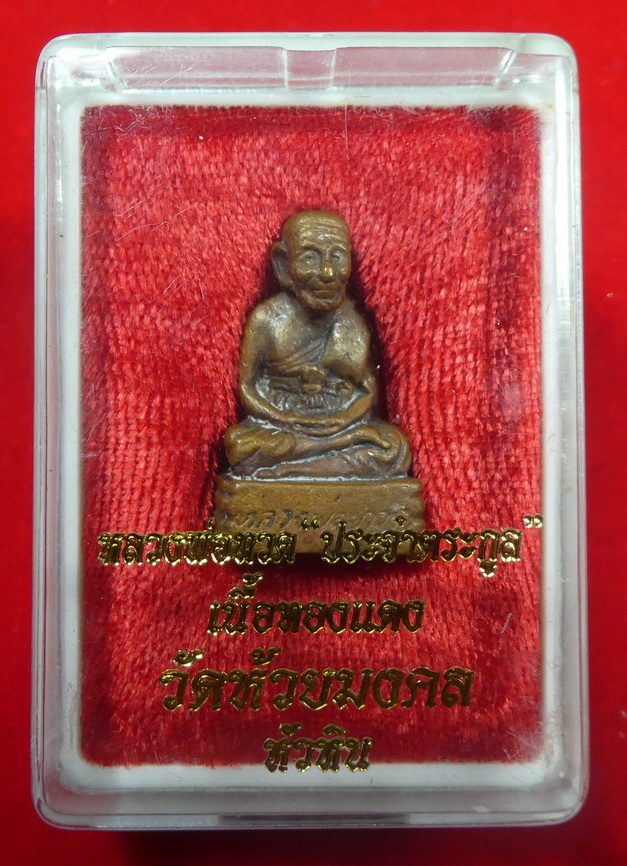 หลวงพ่อทวด "ประจำตระกูล"
เนื้อทองแดง
วัดห้วยมงคล
หัวหิน